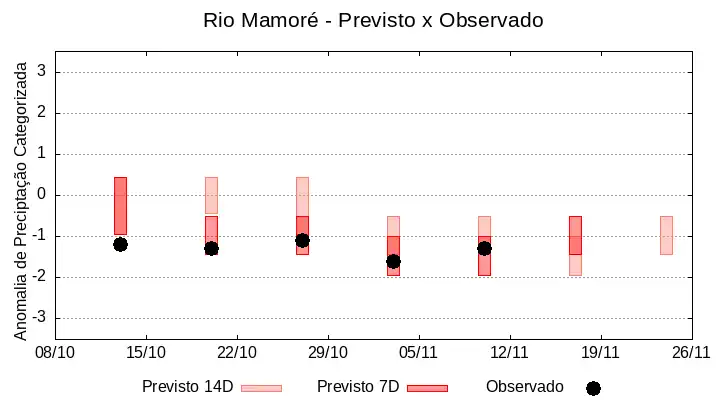 Rio Mamoré - Previsto x Observado
Anomalia de Preciptação Categorizada
3
2
1
0
-1
-2
-3
08/10 15/10 22/10 29/10 05/11 12/11 19/11 26/11
Previsto 14D Previsto 7D Observado